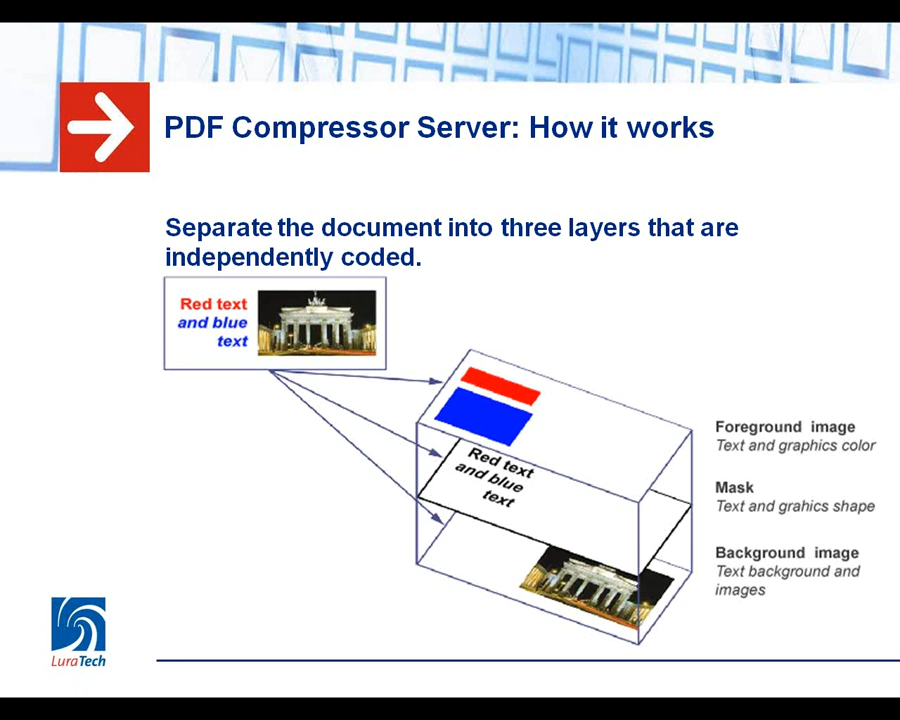 PDF Compressor Server: How it works
Separate the document into three layers that are
independently coded.
Red text
and blue
text
Red text
and blue
text
Foreground image
Text and graphics color
Mask
Text and grahics shape
Background image
Text background and
images
LuraTech